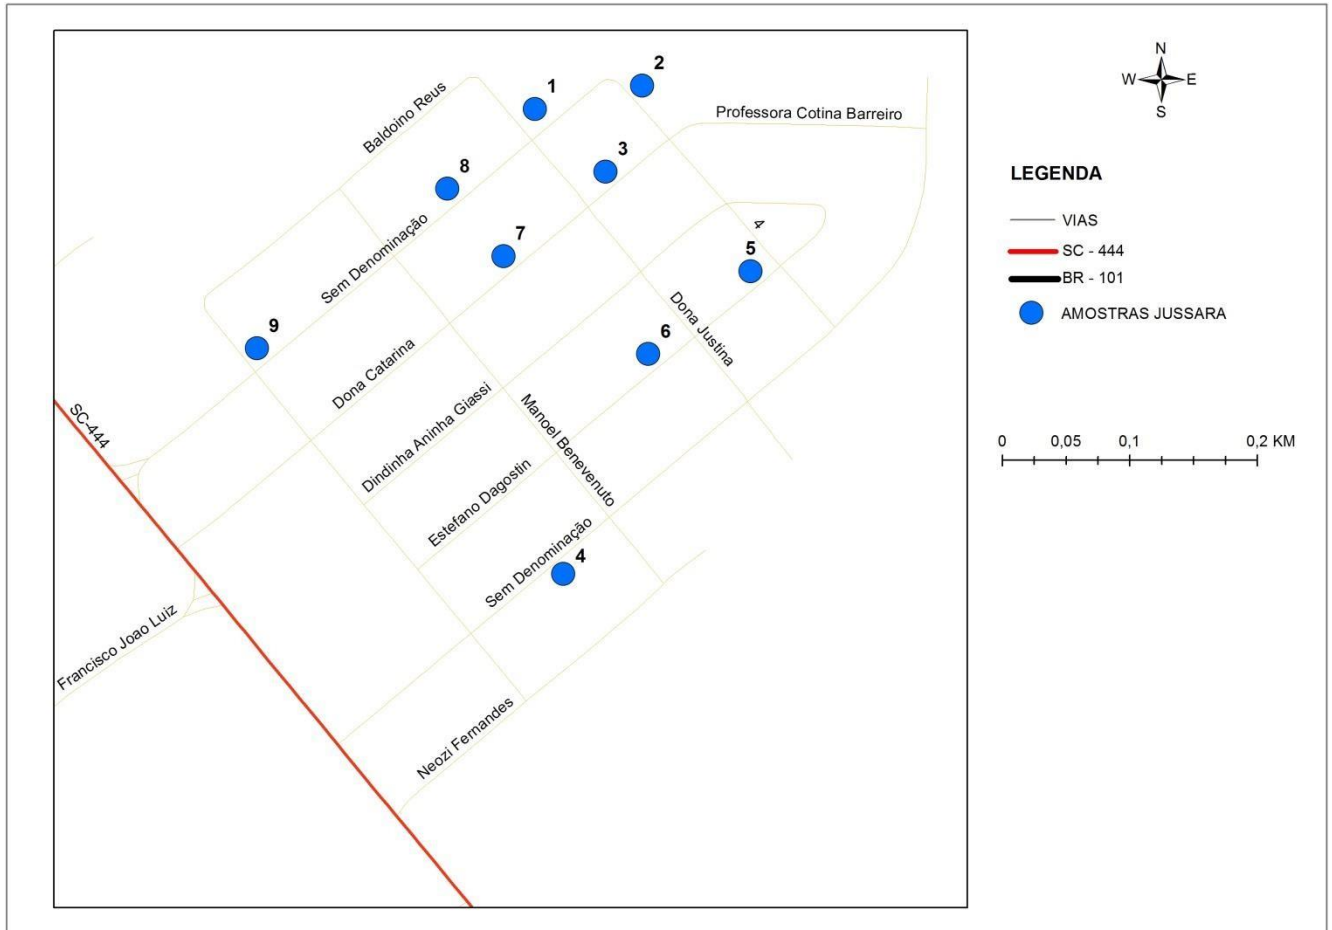 N
W E
S
2
1
Baldoino Reus
Professora Cotina Barreiro
3
8
LEGENDA
VIAS
4
7
Sem Denominação
5
SC - 444
BR - 101
AMOSTRAS JUSSARA
9
Dona Justina
6
Dona Catarina
SC-444
Dindinha Aninha Giassi
Manoel Benevenuto
0 0,05 0,1 0,2 KM
Estefano Dagostin
Sem Denominação
4
Francisco Joao Luiz
Neozi Fernandes